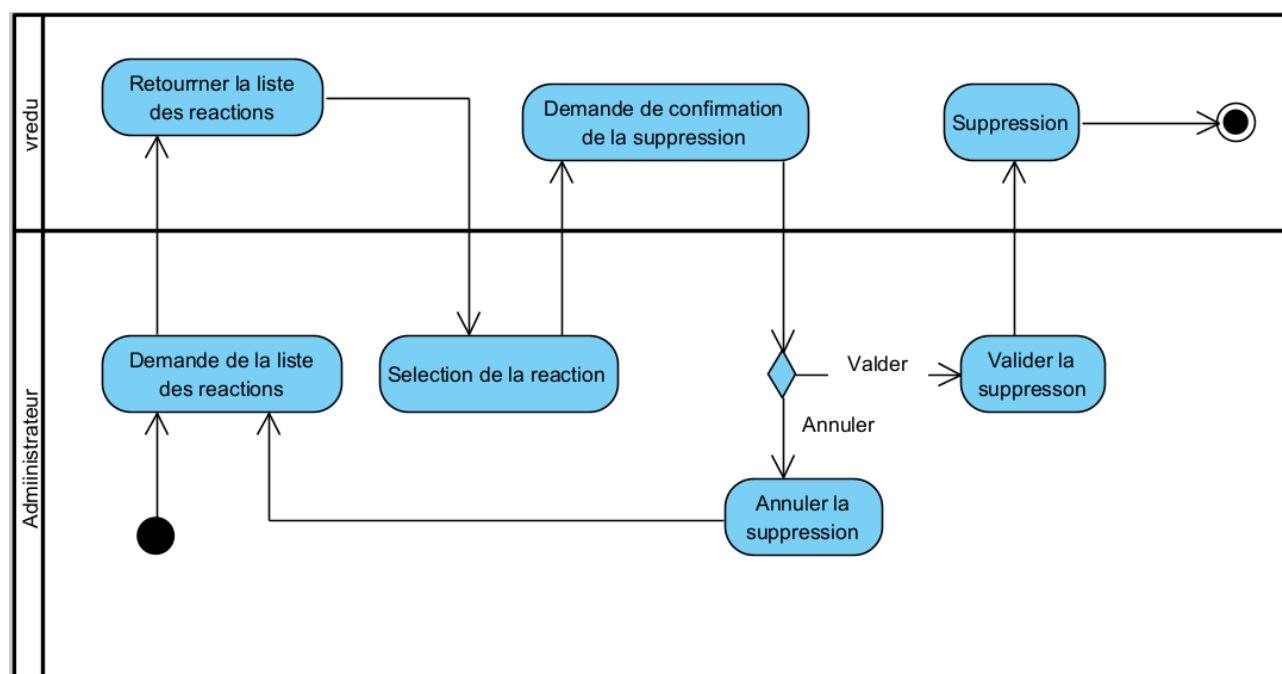 vredu
Retourrner la liste
des reactions
Demande de confirmation
de la suppression
Suppression
Admiinistrateur
Demande de la liste
des reactions
Selection de la reaction
Valder
Valider la
suppresson
Annuler
Annuler la
suppression